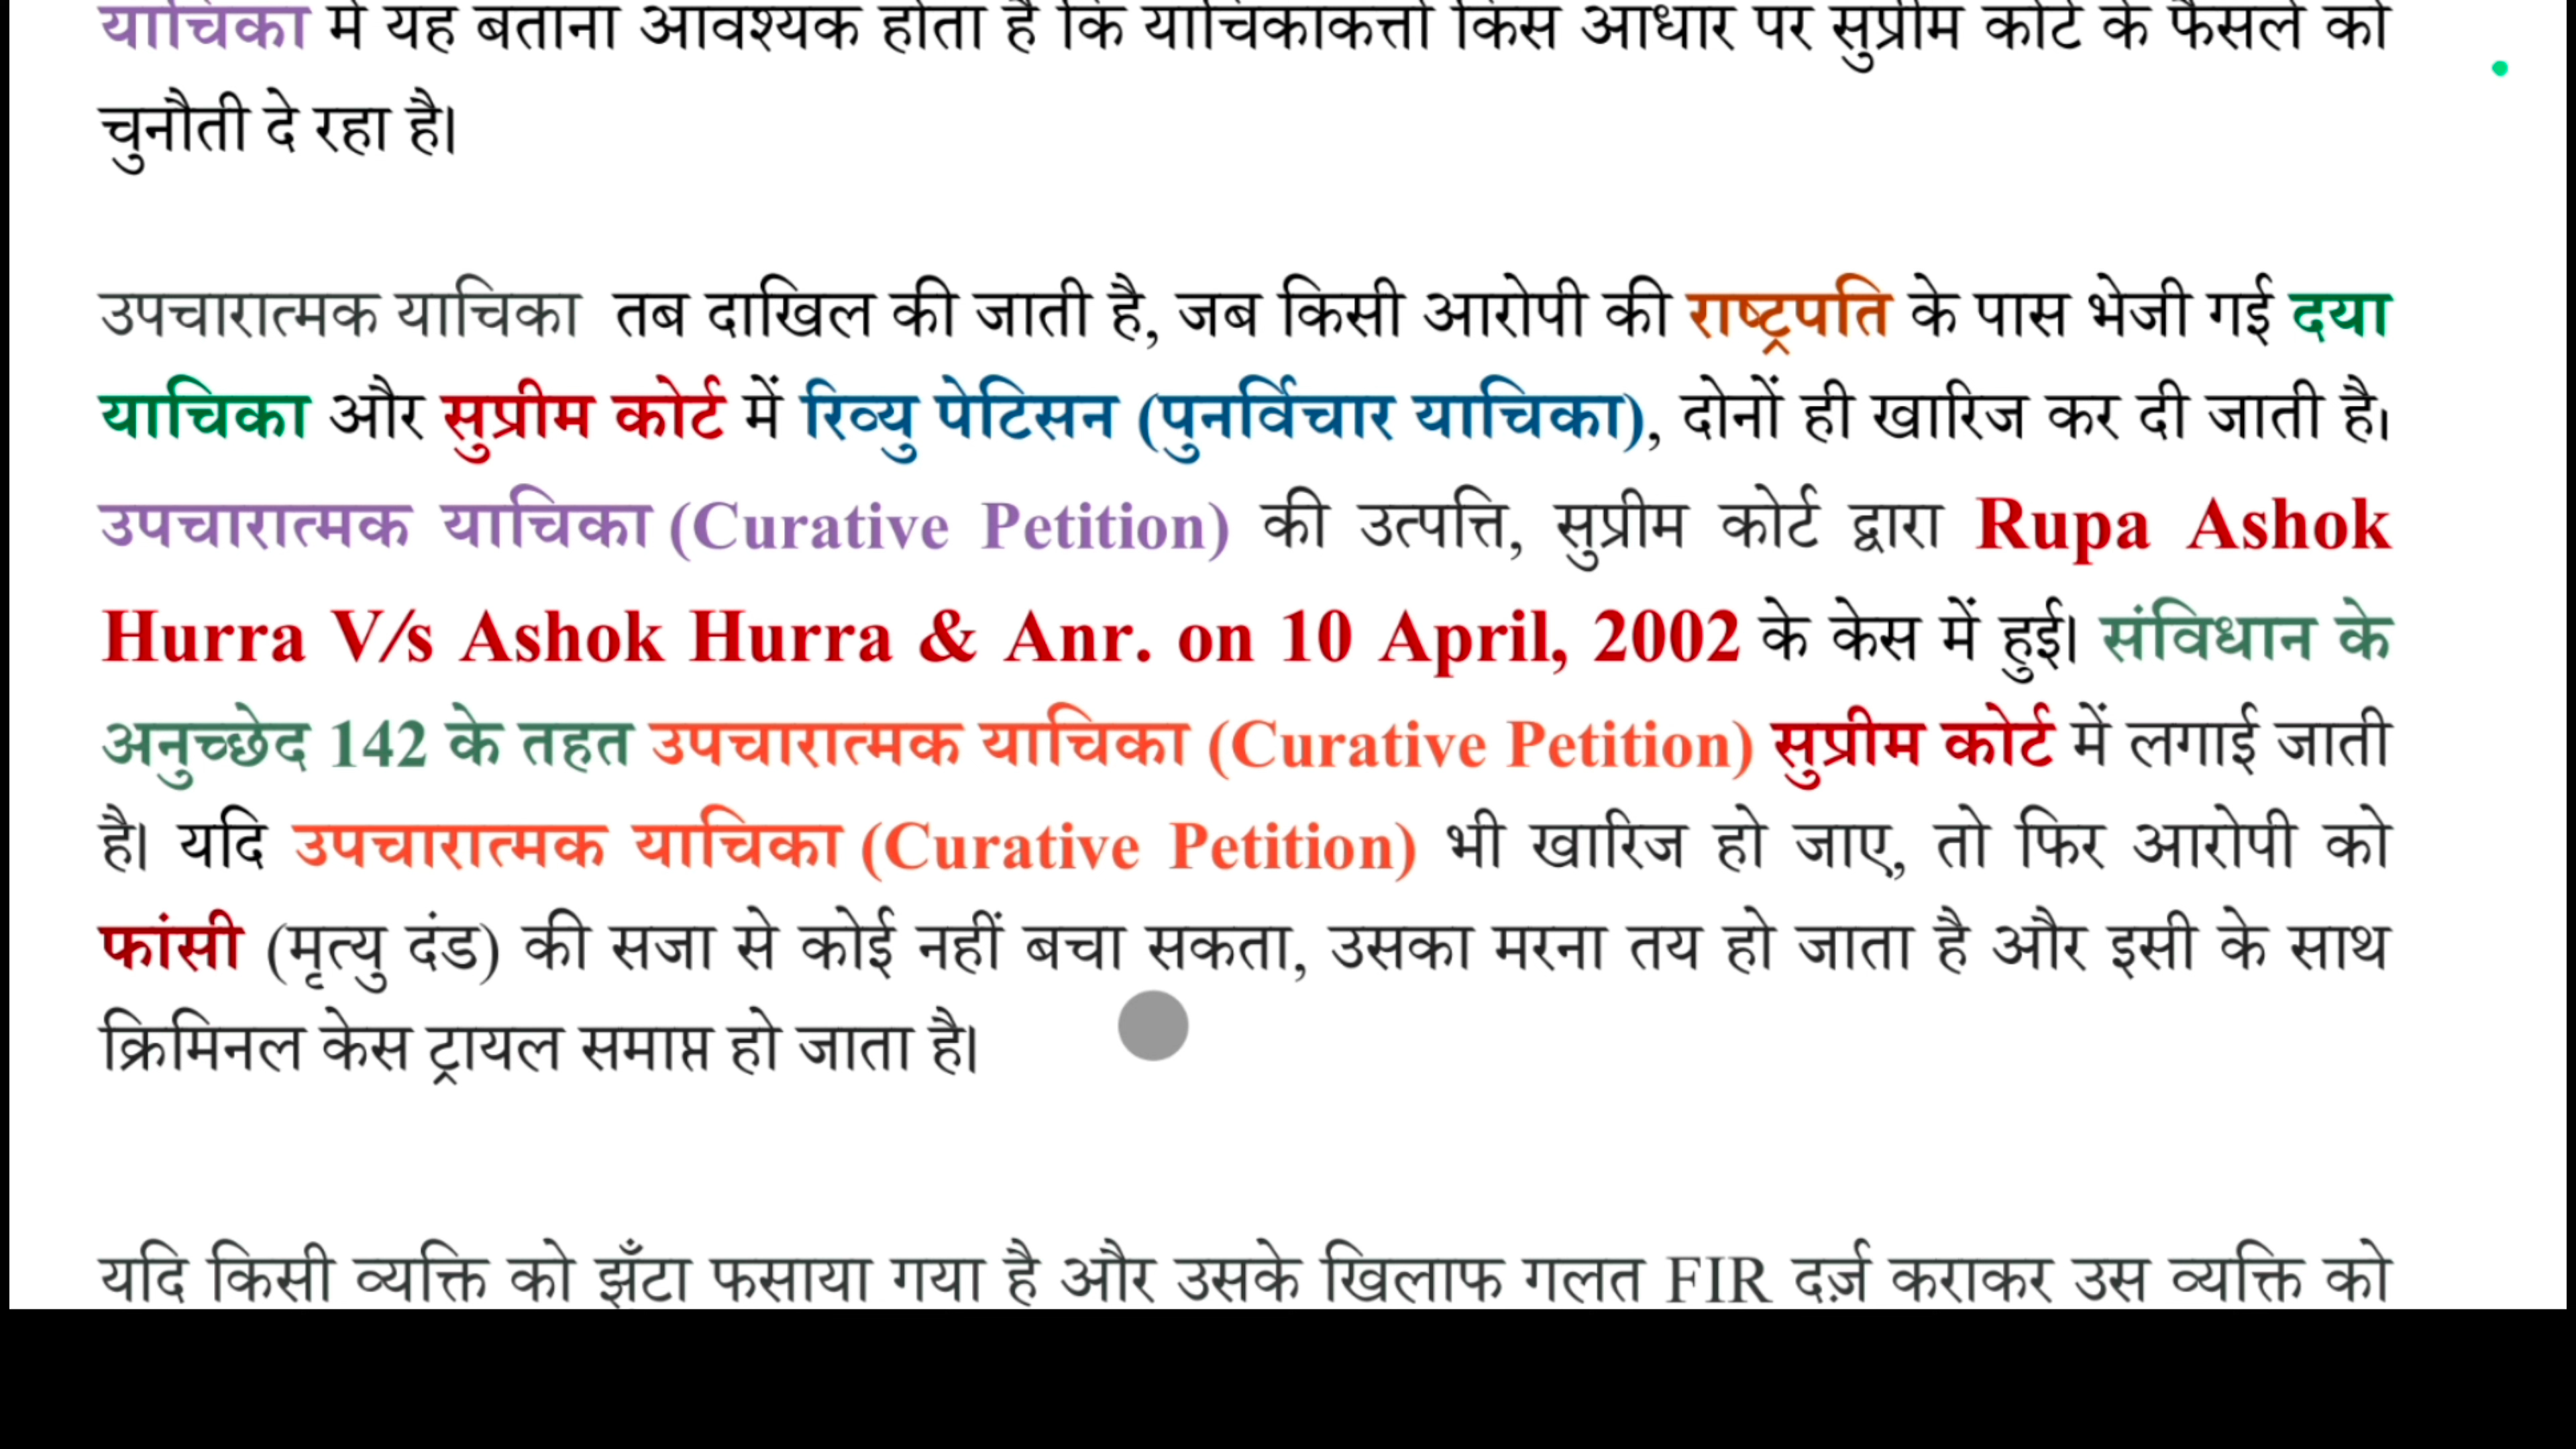 याचिका में यह बताना आवश्यक होता है कि याचिकाकर्त्ता किस आधार पर सुप्रीम कोर्ट के फैसले को
चुनौती दे रहा है।
उपचारात्मक याचिका तब दाखिल की जाती है, जब किसी आरोपी की राष्ट्रपति के पास भेजी गई दया
याचिका और सुप्रीम कोर्ट में रिव्यु पेटिसन (पुनर्विचार याचिका), दोनों ही खारिज कर दी जाती है।
उपचारात्मक याचिका (Curative Petition) की उत्पत्ति, सुप्रीम कोर्ट द्वारा Rupa Ashok
Hurra V/s Ashok Hurra & Anr. on 10 April, 2002 के केस में हुई। संविधान के
अनुच्छेद 142 के तहत उपचारात्मक याचिका (Curative Petition) सुप्रीम कोर्ट में लगाई जाती
है। यदि उपचारात्मक याचिका (Curative Petition) भी खारिज हो जाए, तो फिर आरोपी को
फांसी (मृत्यु दंड) की सजा से कोई नहीं बचा सकता, उसका मरना तय हो जाता है और इसी के साथ
क्रिमिनल केस ट्रायल समाप्त हो जाता है।
यदि किसी व्यक्ति को झूँटा फसाया गया है और उसके खिलाफ गलत FIR दर्ज़ कराकर उस व्यक्ति को